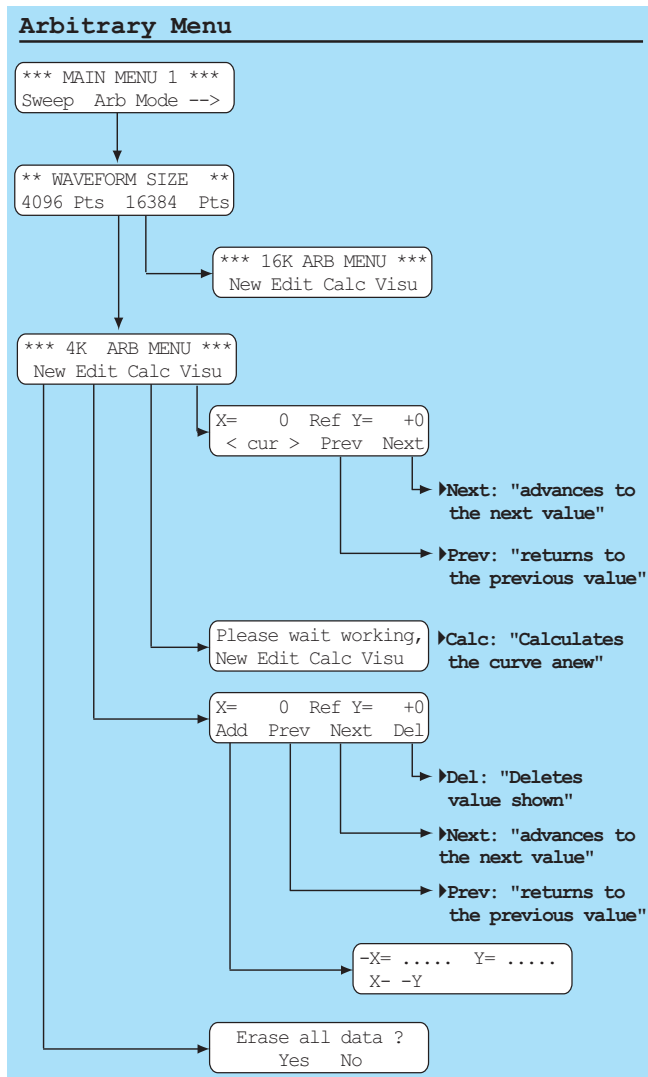 Arbitrary Menu
*** MAIN MENU 1 ***
Sweep Arb Mode -->
** WAVEFORM SIZE **
4096 Pts 16384 Pts
*** 16K ARB MENU ***
New Edit Calc Visu
*** 4K ARB MENU ***
New Edit Calc Visu
X= 0 Ref Y= +0
< cur > Prev Next
Next: "advances to
the next value"
Prev: "returns to
the previous value"
Please wait working,
New Edit Calc Visu
Calc: "Calculates
the curve anew"
X= 0 Ref Y= +0
Add Prev Next Del
Del: "Deletes
value shown"
Next: "advances to
the next value"
Prev: "returns to
the previous value"
-X= ..... Y= .....
X- -Y
Erase all data ?
Yes No